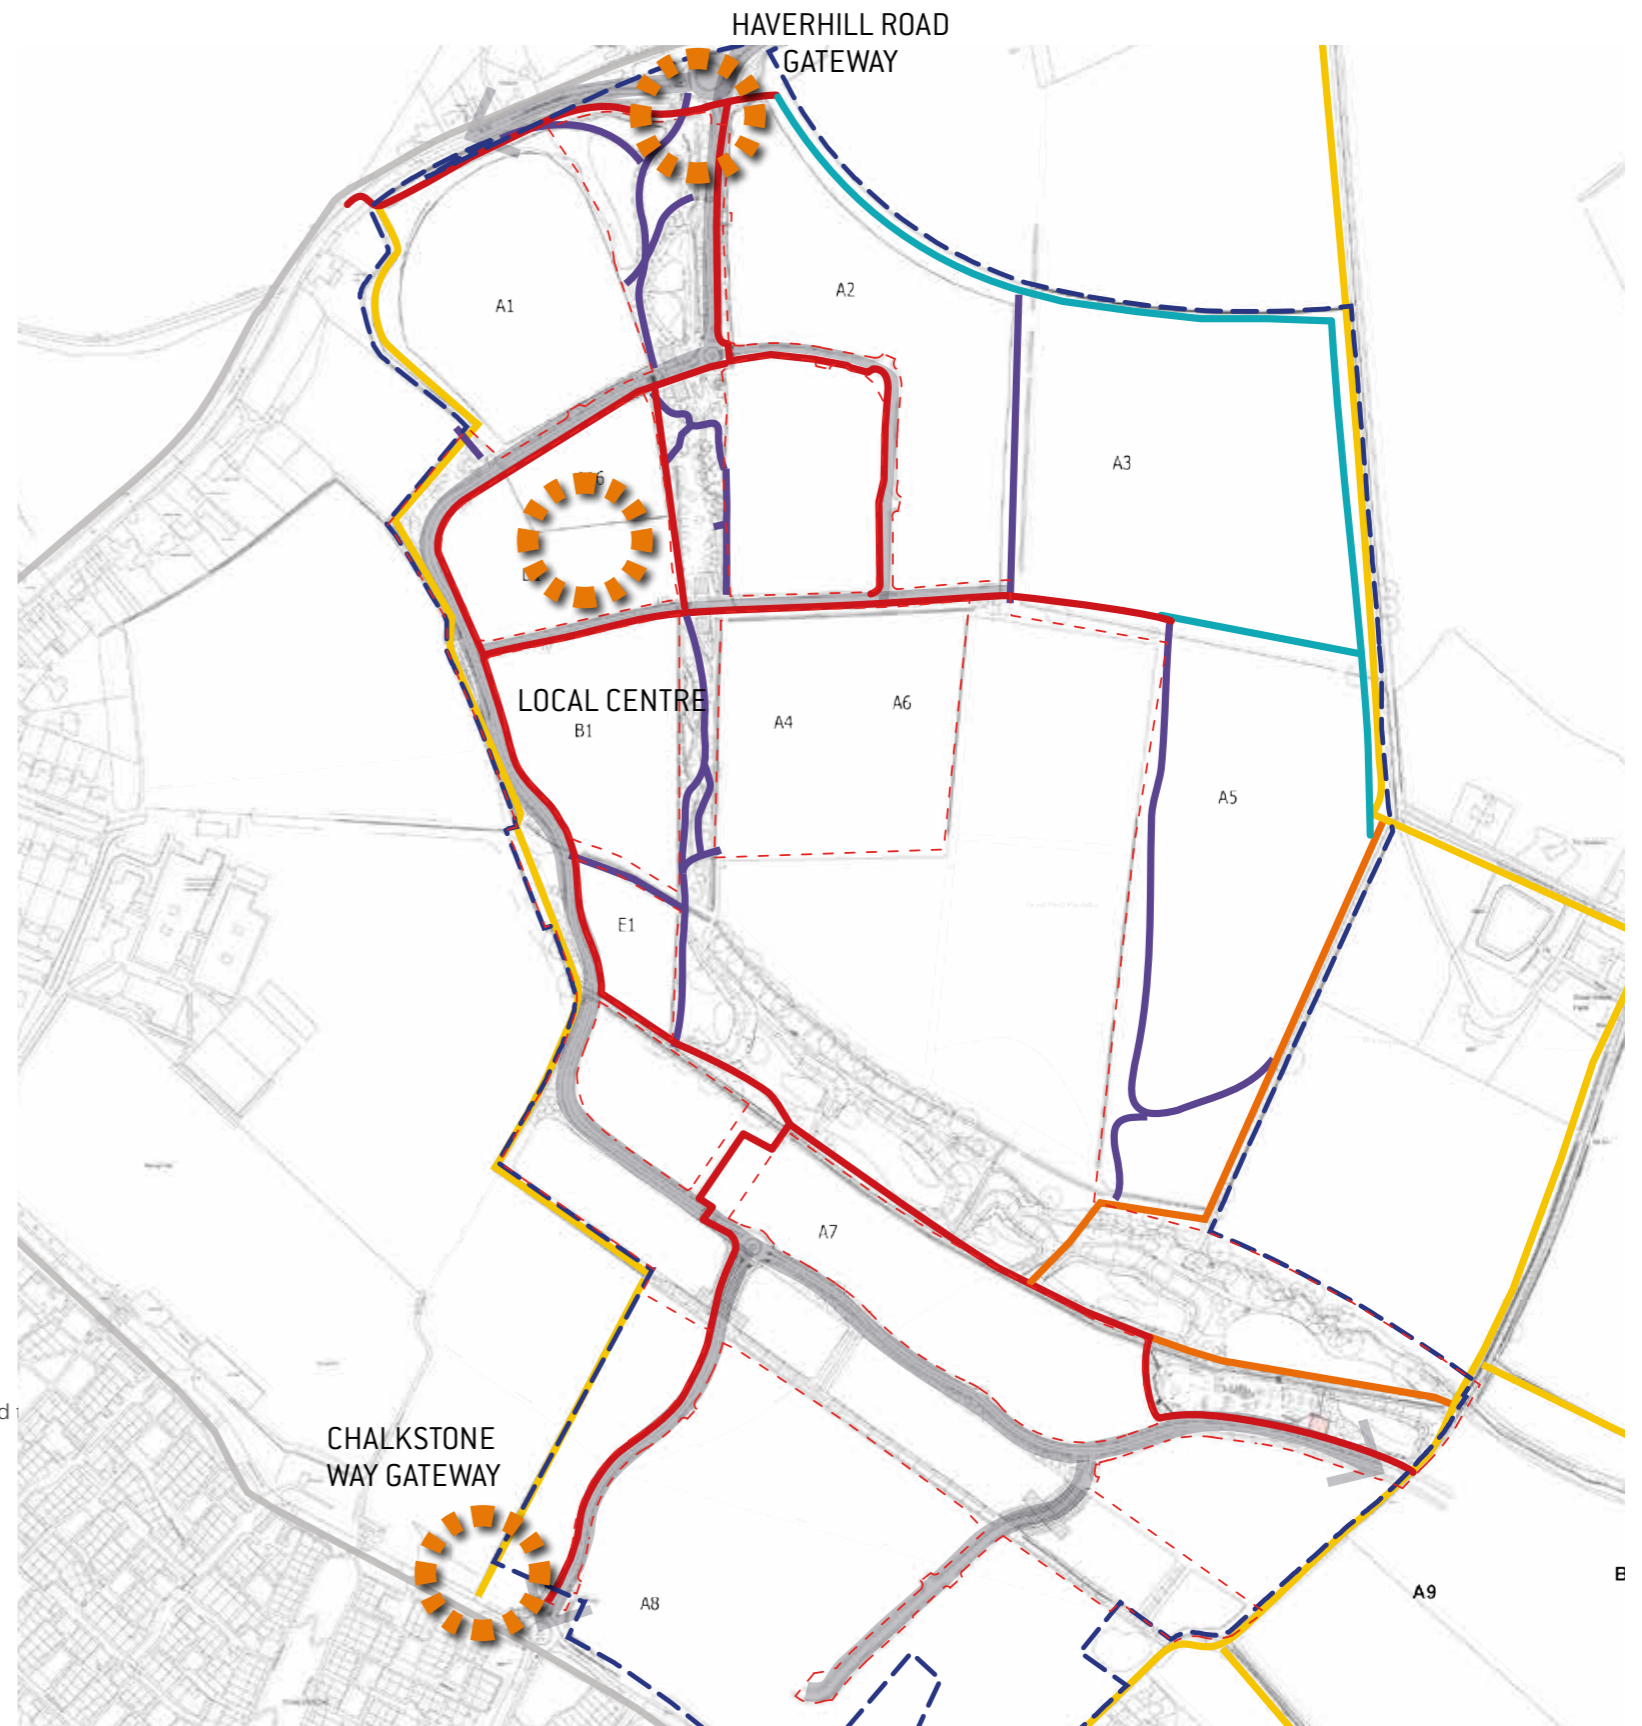 HAVERHILL ROAD
GATEWAY
A1
A2
A3
6
LOCAL CENTRE
B1
A4
A6
A5
E1
A7
d
CHALKSTONE
WAY GATEWAY
A8
A9
B